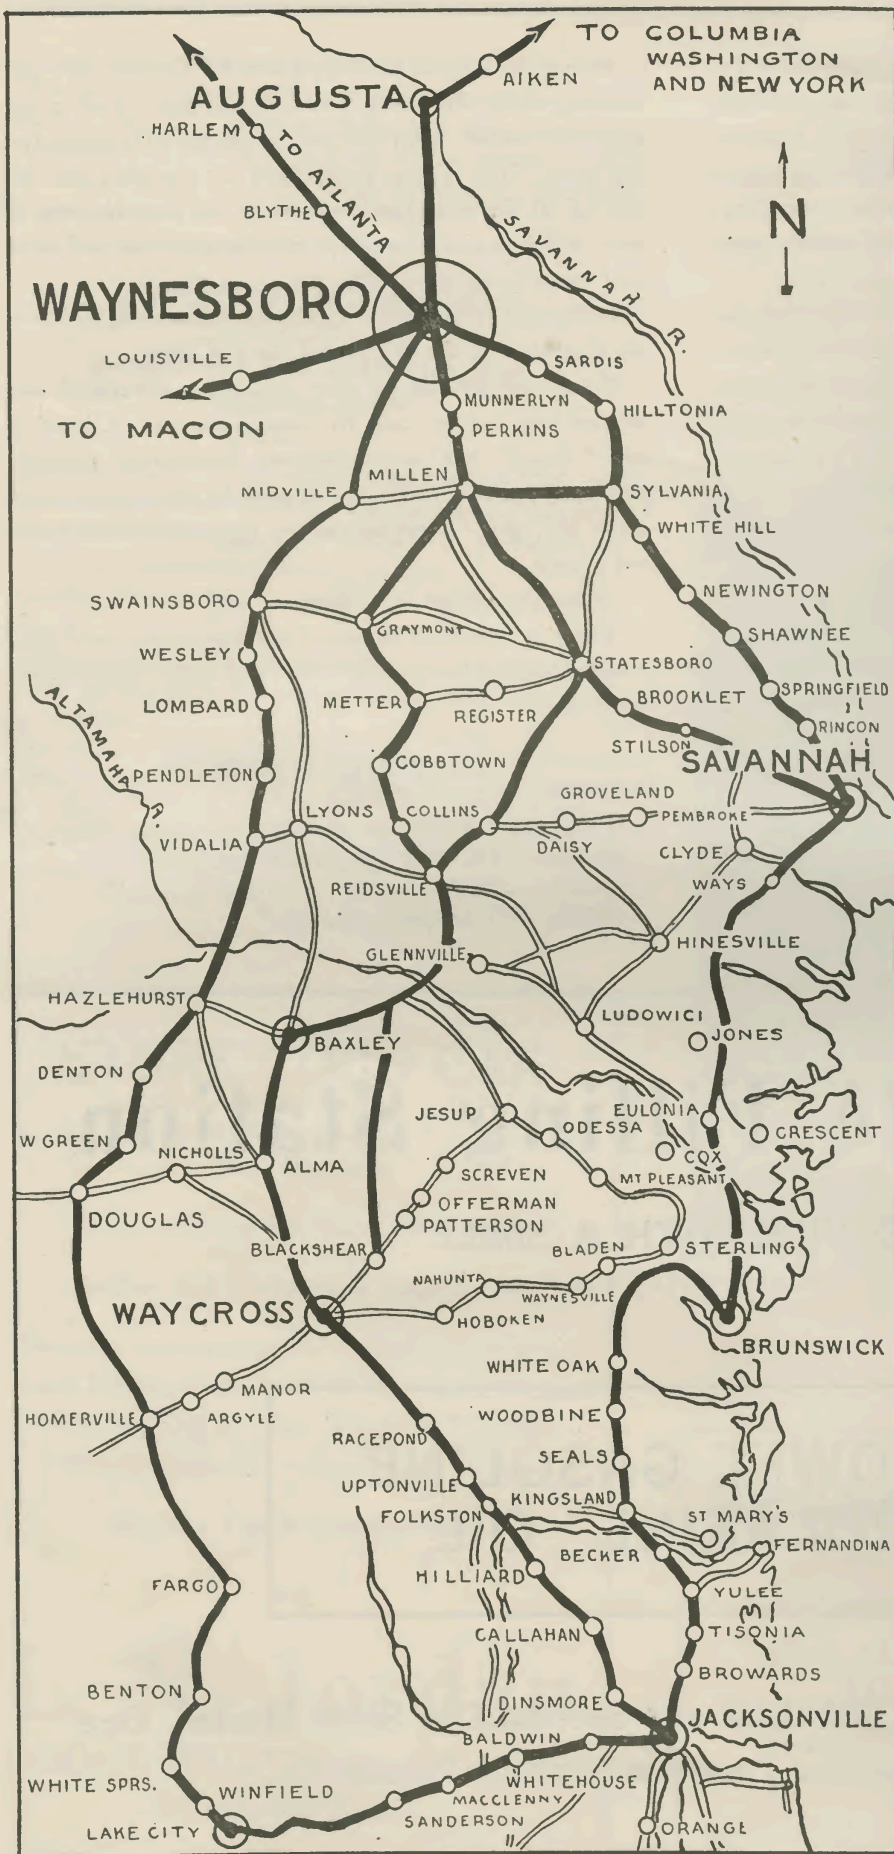 TO COLUMBIA
WASHINGTON
AND NEW YORK
AIKEN
AUGUSTA
HARLEM
TO ATLANTA
BLYTHE
SAVANNAH R.
N
WAYNESBORO
LOUISVILLE
SARDIS
TO MACON
MUNNERLYN
HILLTONIA
PERKINS
MILLEN
MIDVILLE
SYLVANIA
WHITE HILL
SWAINSBORO
NEWINGTON
GRAYMONT
SHAWNEE
WESLEY
STATESBORO
ALTAMAHA R.
LOMBARD
METTER
REGISTER
BROOKLET
SPRINGFIELD
RINCON
STILSON
SAVANNAH
PENDLETON
COBBTOWN
GROVELAND
LYONS
COLLINS
PEMBROKE
VIDALIA
DAISY
CLYDE
REIDSVILLE
WAYS
GLENNVILLE
HINESVILLE
HAZLEHURST
LUDOWICI
BAXLEY
JONES
DENTON
JESUP
EULONIA
ODESSA
CRESCENT
W GREEN
NICHOLLS
ALMA
SCREVEN
COX
MT PLEASANT
OFFERMAN
DOUGLAS
PATTERSON
BLACKSHEAR
BLADEN
STERLING
NAHUNTA
WAYNESVILLE
WAYCROSS
HOBOKEN
BRUNSWICK
WHITE OAK
MANOR
HOMERVILLE
ARGYLE
WOODBINE
RACEPOND
SEALS
UPTONVILLE
KINGSLAND
FOLKSTON
ST MARY'S
BECKER
FERNANDINA
HILLIARD
FARGO
YULEE
CALLAHAN
TISONIA
BENTON
BROWARDS
DINSMORE
JACKSONVILLE
BALDWIN
WHITE SPRS.
WHITEHOUSE
WINFIELD
MACCLENNY
SANDERSON
LAKE CITY
ORANGE